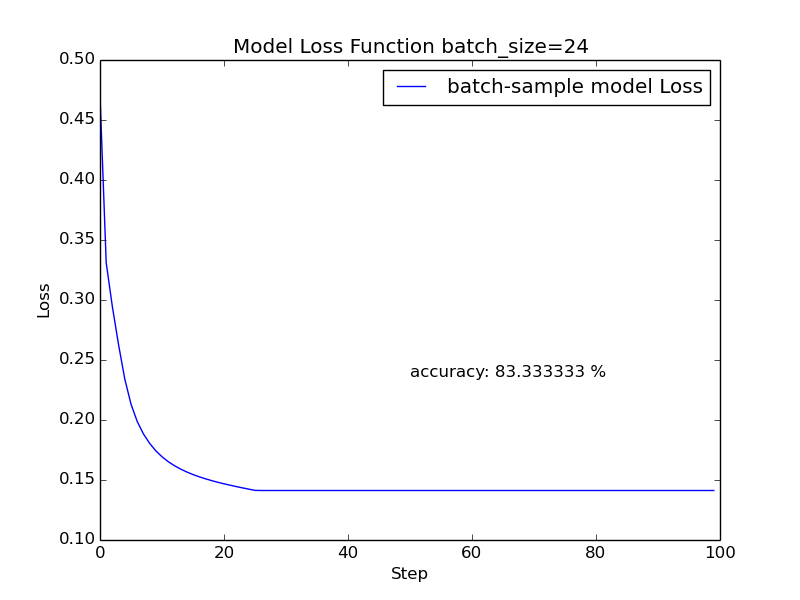 Model Loss Function batch_size=24
batch-sample model Loss
0.50
0.45
0.40
0.35
0.30
0.25
0.20
0.15
0.10
Loss
accuracy: 83.333333 %
0 20 40 60 80 100
Step